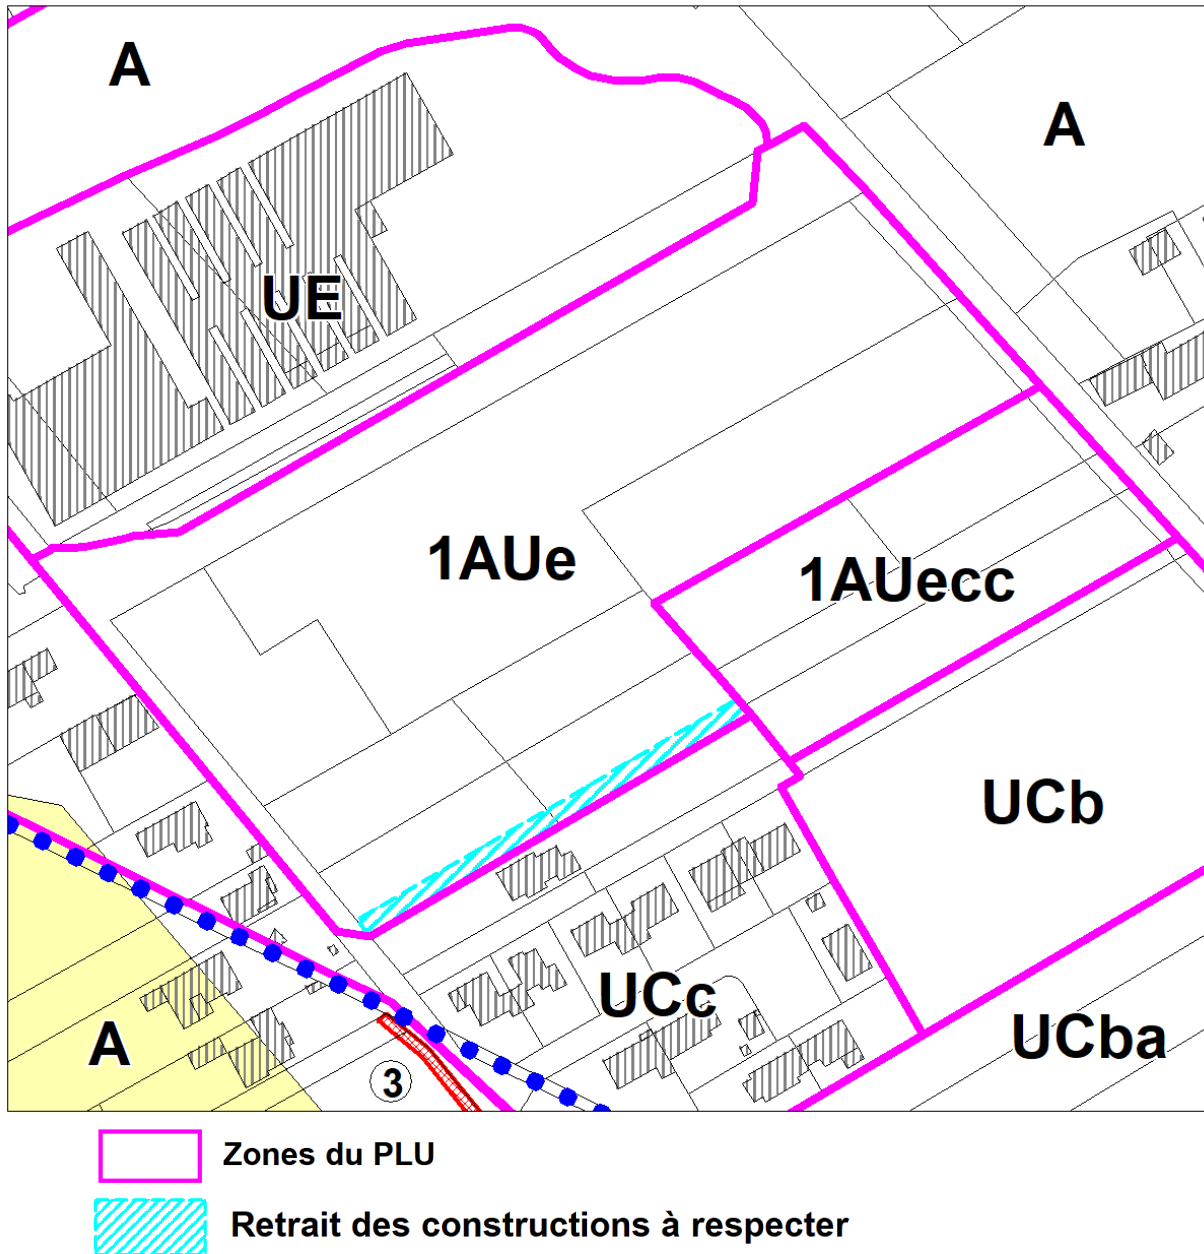 A
A
UE
1AUe
1AUecc
UCb
UCc
UCba
A
3
Zones du PLU
Retrait des constructions à respecter